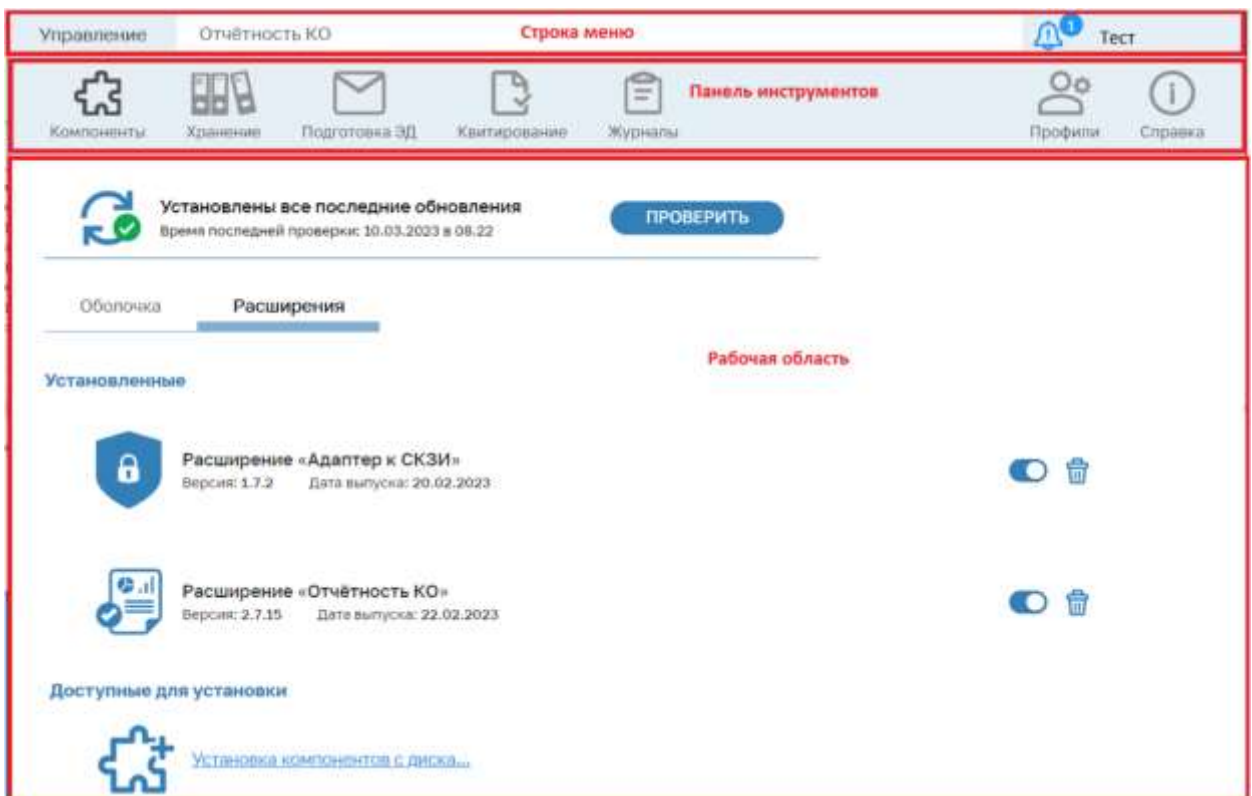 Управление Отчётность КО Строка меню 1 Тест
Панель инструментов
Компоненты Хранение Подготовка ЭД Квитирование Журналы Профили Справка
Установлены все последние обновления ПРОВЕРИТЬ
Время последней проверки: 10.03.2023 в 08.22
Оболочка Расширения
Рабочая область
Установленные
Расширение «Адаптер к СКЗИ»
Версия: 1.7.2 Дата выпуска: 20.02.2023
Расширение «Отчётность КО»
Версия: 2.7.15 Дата выпуска: 22.02.2023
Доступные для установки
Установка компонентов с диска...